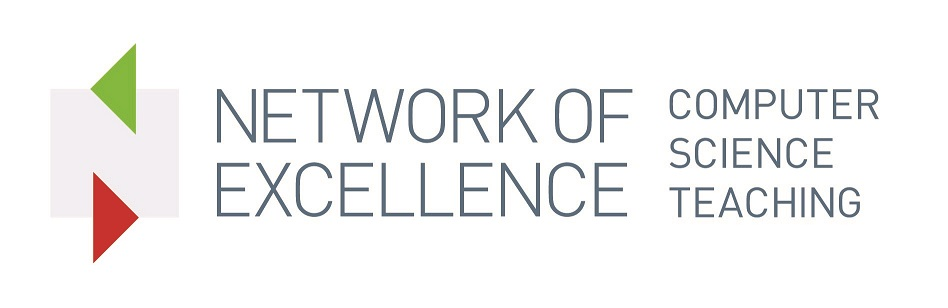 NETWORK OF
EXCELLENCE
COMPUTER
SCIENCE
TEACHING